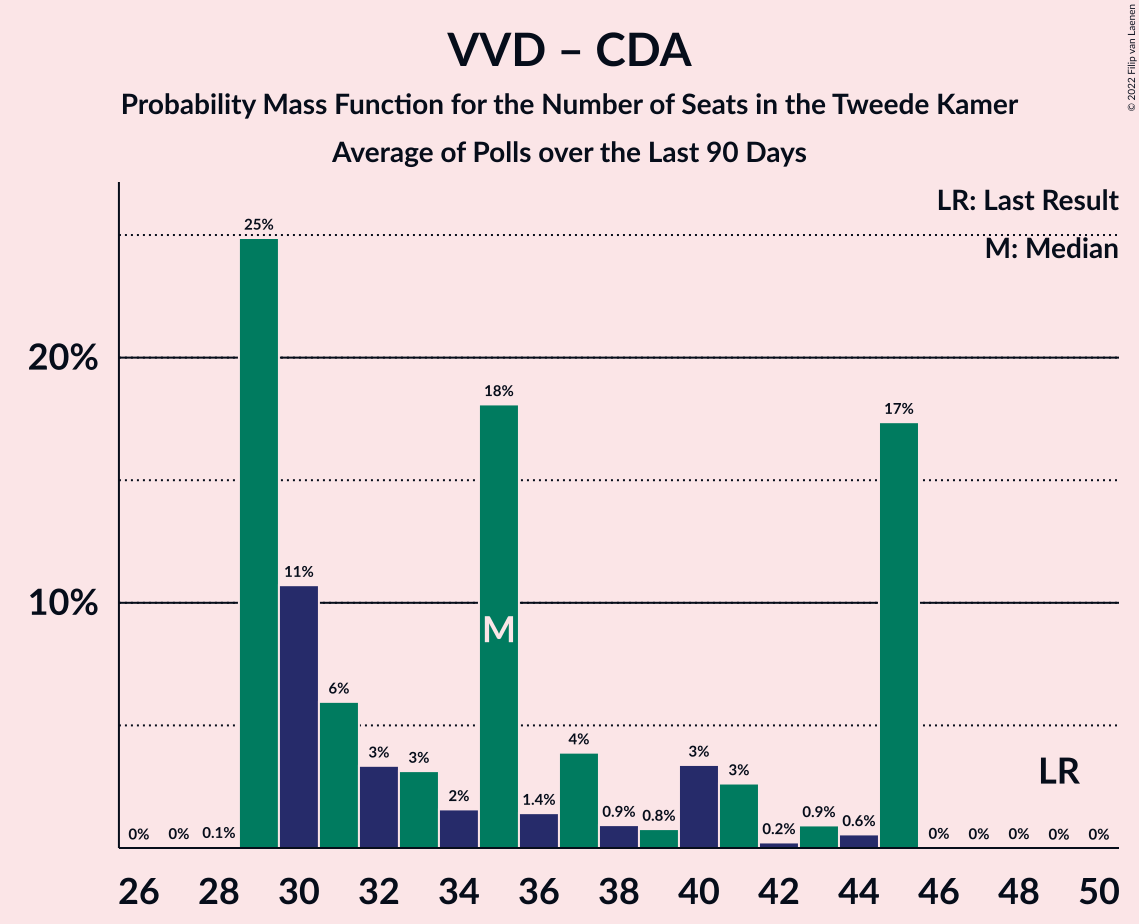 VVD – CDA
Probability Mass Function for the Number of Seats in the Tweede Kamer
Average of Polls over the Last 90 Days
© 2022 Filip van Laenen
LR: Last Result
M: Median
20%
10%
0% 0% 0.1% 25% 11% 6% 3% 3% 2% 18% 1.4% 4% 0.9% 0.8% 3% 3% 0.2% 0.9% 0.6% 17% 0% 0% 0% 0% 0%
M
LR
26 28 30 32 34 36 38 40 42 44 46 48 50